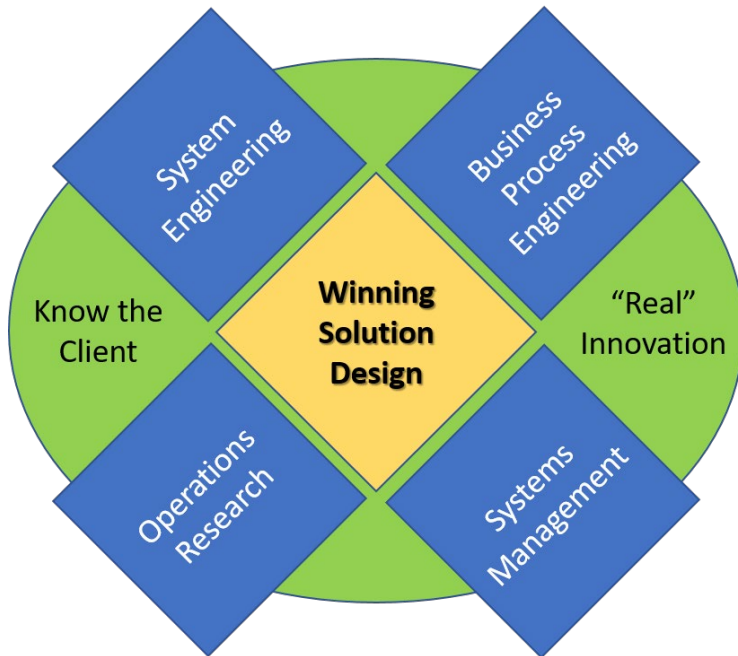 System
Engineering
Business
Process
Engineering
Know the
Client
Winning
Solution
Design
“Real”
Innovation
Operations
Research
Systems
Management